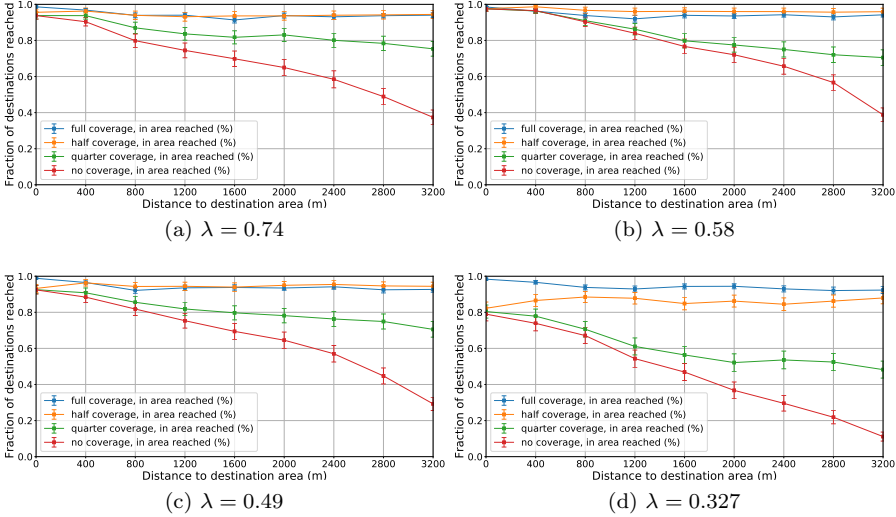 Fraction of destinations reached
1.0
0.8
0.6
0.4
0.2
0.0
full coverage, in area reached (%)
half coverage, in area reached (%)
quarter coverage, in area reached (%)
no coverage, in area reached (%)
0 400 800 1200 1600 2000 2400 2800 3200
Distance to destination area (m)
(a) λ = 0.74
Fraction of destinations reached
1.0
0.8
0.6
0.4
0.2
0.0
full coverage, in area reached (%)
half coverage, in area reached (%)
quarter coverage, in area reached (%)
no coverage, in area reached (%)
0 400 800 1200 1600 2000 2400 2800 3200
Distance to destination area (m)
(b) λ = 0.58
Fraction of destinations reached
1.0
0.8
0.6
0.4
0.2
0.0
full coverage, in area reached (%)
half coverage, in area reached (%)
quarter coverage, in area reached (%)
no coverage, in area reached (%)
0 400 800 1200 1600 2000 2400 2800 3200
Distance to destination area (m)
(c) λ = 0.49
Fraction of destinations reached
1.0
0.8
0.6
0.4
0.2
0.0
full coverage, in area reached (%)
half coverage, in area reached (%)
quarter coverage, in area reached (%)
no coverage, in area reached (%)
0 400 800 1200 1600 2000 2400 2800 3200
Distance to destination area (m)
(d) λ = 0.327